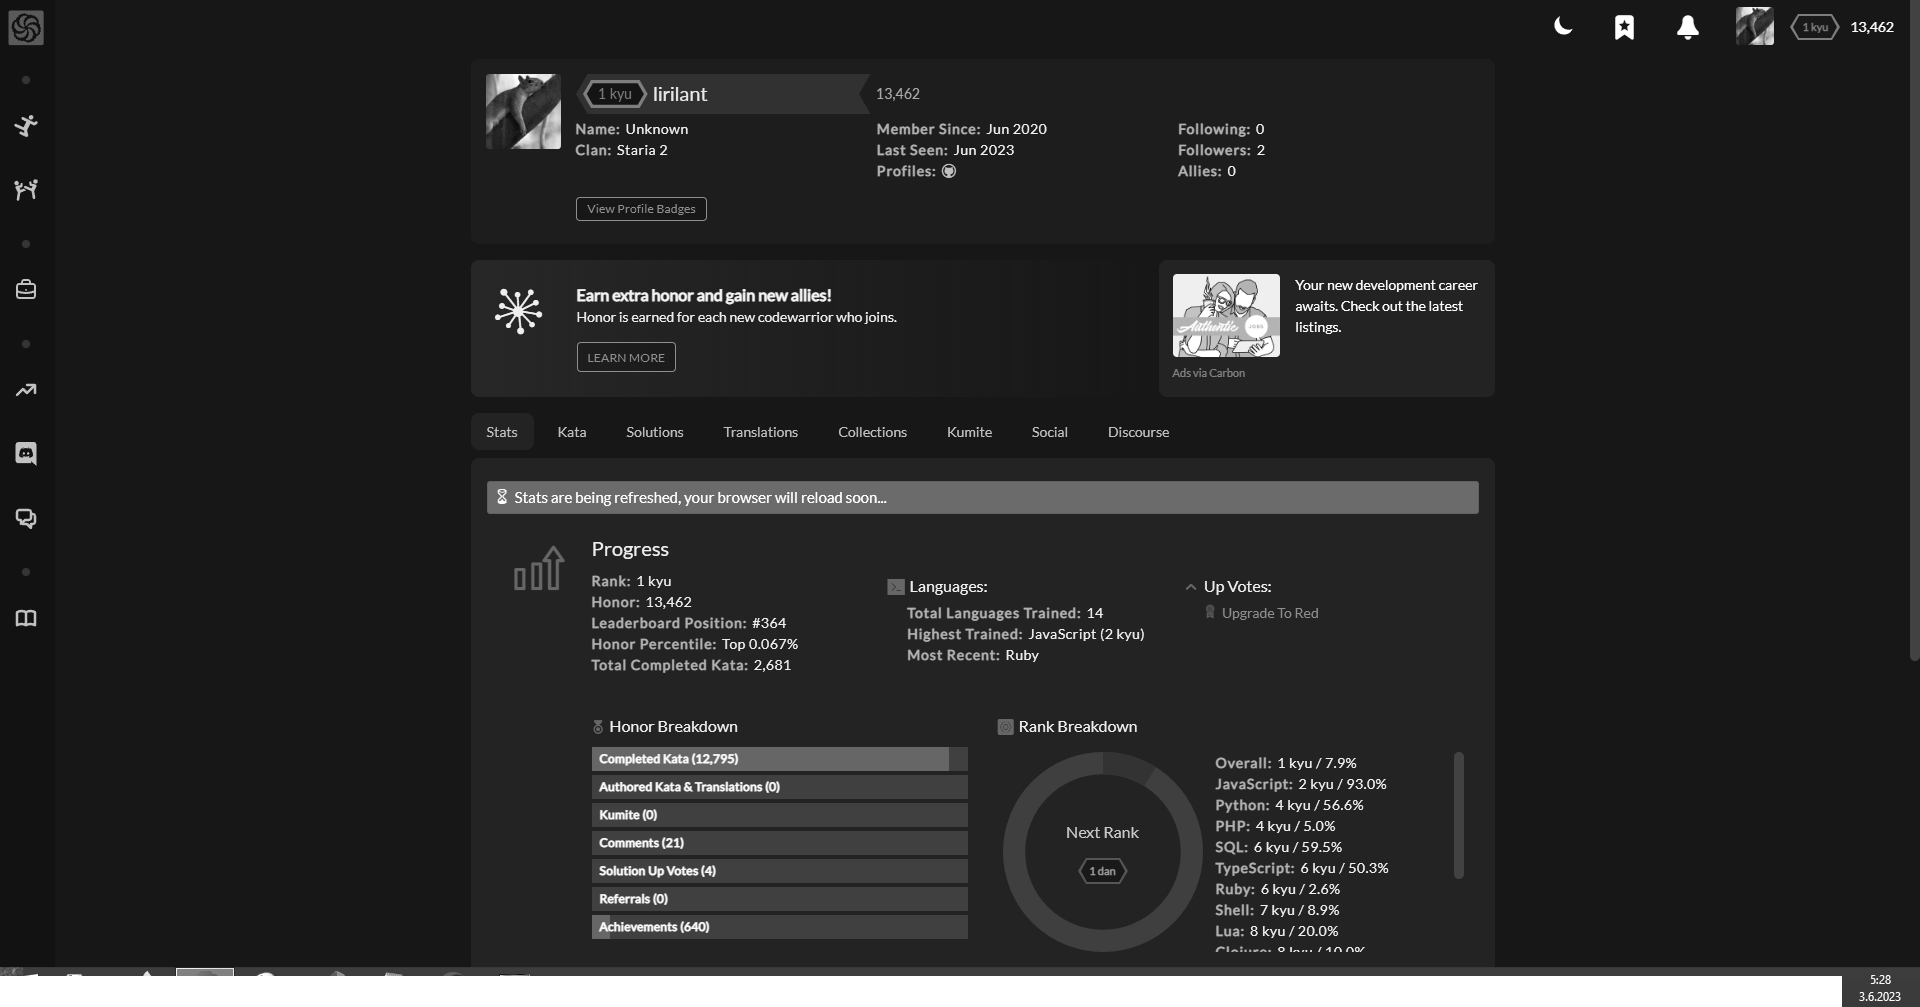 1 kyu 13,462
1 kyu lirilant 13,462
Name: Unknown Member Since: Jun 2020 Following: 0
Clan: Staria 2 Last Seen: Jun 2023 Followers: 2
Profiles: Allies: 0
View Profile Badges
Earn extra honor and gain new allies!
Honor is earned for each new codewarrior who joins.
LEARN MORE
Authentic JOBS
Your new development career
awaits. Check out the latest
listings.
Ads via Carbon
Stats Kata Solutions Translations Collections Kumite Social Discourse
Stats are being refreshed, your browser will reload soon...
Progress
Rank: 1 kyu
Honor: 13,462
Leaderboard Position: #364
Honor Percentile: Top 0.067%
Total Completed Kata: 2,681
Languages:
Total Languages Trained: 14
Highest Trained: JavaScript (2 kyu)
Most Recent: Ruby
Up Votes:
Upgrade To Red
Honor Breakdown
Completed Kata (12,795)
Authored Kata & Translations (0)
Kumite (0)
Comments (21)
Solution Up Votes (4)
Referrals (0)
Achievements (640)
Rank Breakdown
Next Rank
1 dan
Overall: 1 kyu / 7.9%
JavaScript: 2 kyu / 93.0%
Python: 4 kyu / 56.6%
PHP: 4 kyu / 5.0%
SQL: 6 kyu / 59.5%
TypeScript: 6 kyu / 50.3%
Ruby: 6 kyu / 2.6%
Shell: 7 kyu / 8.9%
Lua: 8 kyu / 20.0%
Clojure: 8 kyu / 10.0%
5:28
3.6.2023